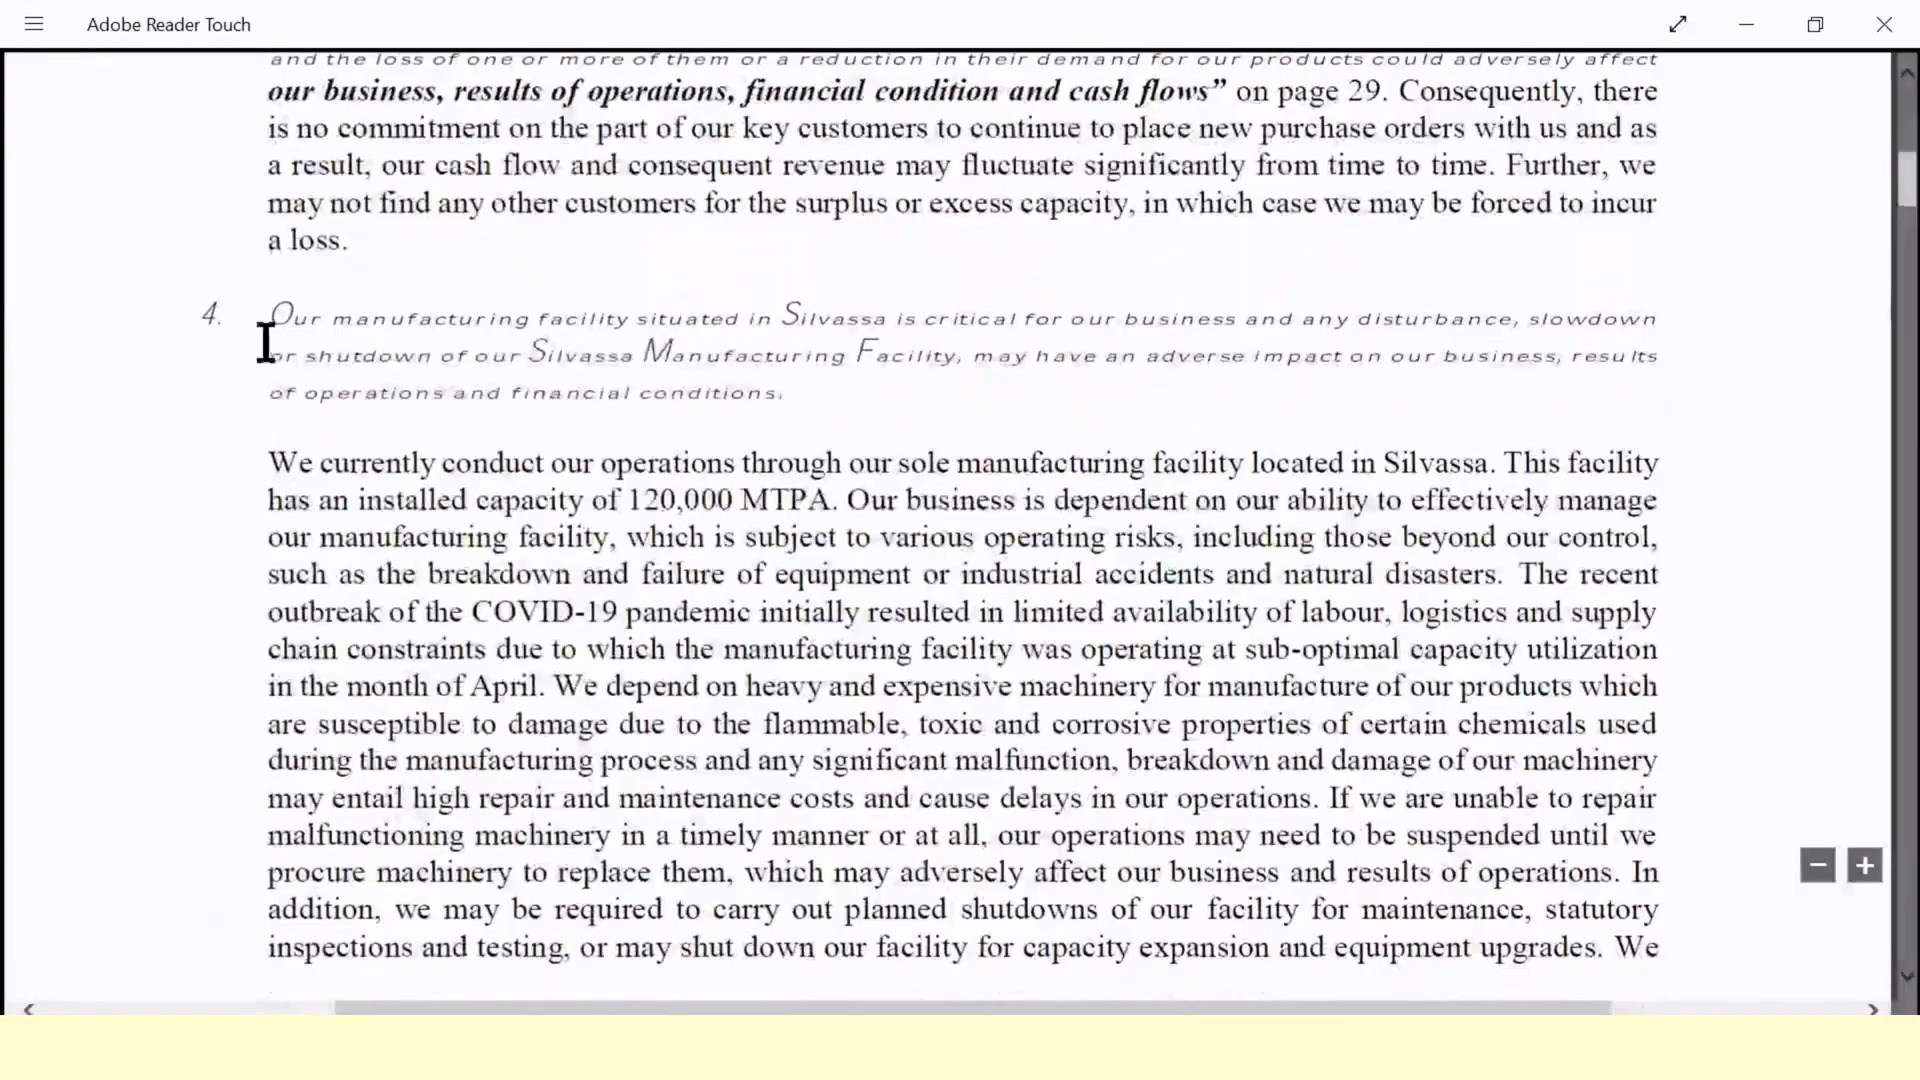 Adobe Reader Touch
and the loss of one or more of them or a reduction in their demand for our products could adversely affect
our business, results of operations, financial condition and cash flows” on page 29. Consequently, there
is no commitment on the part of our key customers to continue to place new purchase orders with us and as
a result, our cash flow and consequent revenue may fluctuate significantly from time to time. Further, we
may not find any other customers for the surplus or excess capacity, in which case we may be forced to incur
a loss.
4. Our manufacturing facility situated in Silvassa is critical for our business and any disturbance, slowdown
or shutdown of our Silvassa Manufacturing Facility, may have an adverse impact on our business, results
of operations and financial conditions.
We currently conduct our operations through our sole manufacturing facility located in Silvassa. This facility
has an installed capacity of 120,000 MTPA. Our business is dependent on our ability to effectively manage
our manufacturing facility, which is subject to various operating risks, including those beyond our control,
such as the breakdown and failure of equipment or industrial accidents and natural disasters. The recent
outbreak of the COVID-19 pandemic initially resulted in limited availability of labour, logistics and supply
chain constraints due to which the manufacturing facility was operating at sub-optimal capacity utilization
in the month of April. We depend on heavy and expensive machinery for manufacture of our products which
are susceptible to damage due to the flammable, toxic and corrosive properties of certain chemicals used
during the manufacturing process and any significant malfunction, breakdown and damage of our machinery
may entail high repair and maintenance costs and cause delays in our operations. If we are unable to repair
malfunctioning machinery in a timely manner or at all, our operations may need to be suspended until we
procure machinery to replace them, which may adversely affect our business and results of operations. In
addition, we may be required to carry out planned shutdowns of our facility for maintenance, statutory
inspections and testing, or may shut down our facility for capacity expansion and equipment upgrades. We